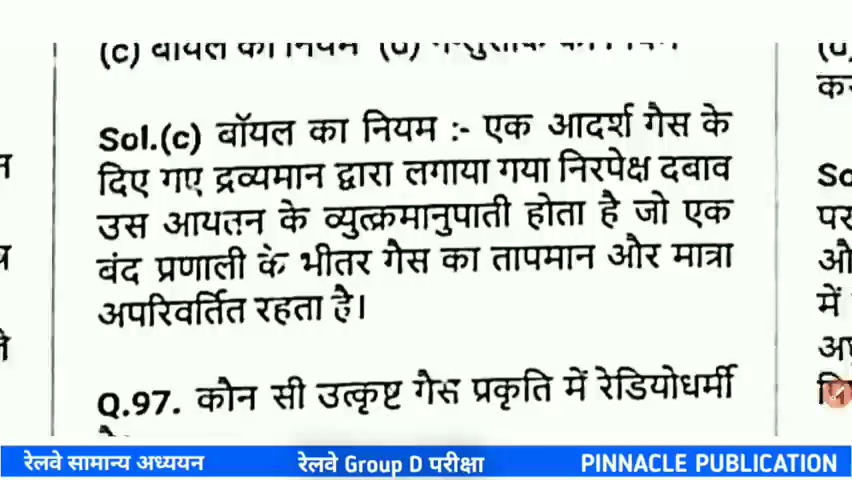 (c) बॉयल का नियम (d)
Sol.(c) बॉयल का नियम :- एक आदर्श गैस के
दिए गए द्रव्यमान द्वारा लगाया गया निरपेक्ष दबाव
उस आयतन के व्युत्क्रमानुपाती होता है जो एक
बंद प्रणाली के भीतर गैस का तापमान और मात्रा
अपरिवर्तित रहता है।
Q.97. कौन सी उत्कृष्ट गैस प्रकृति में रेडियोधर्मी
रेलवे सामान्य अध्ययन रेलवे Group D परीक्षा PINNACLE PUBLICATION